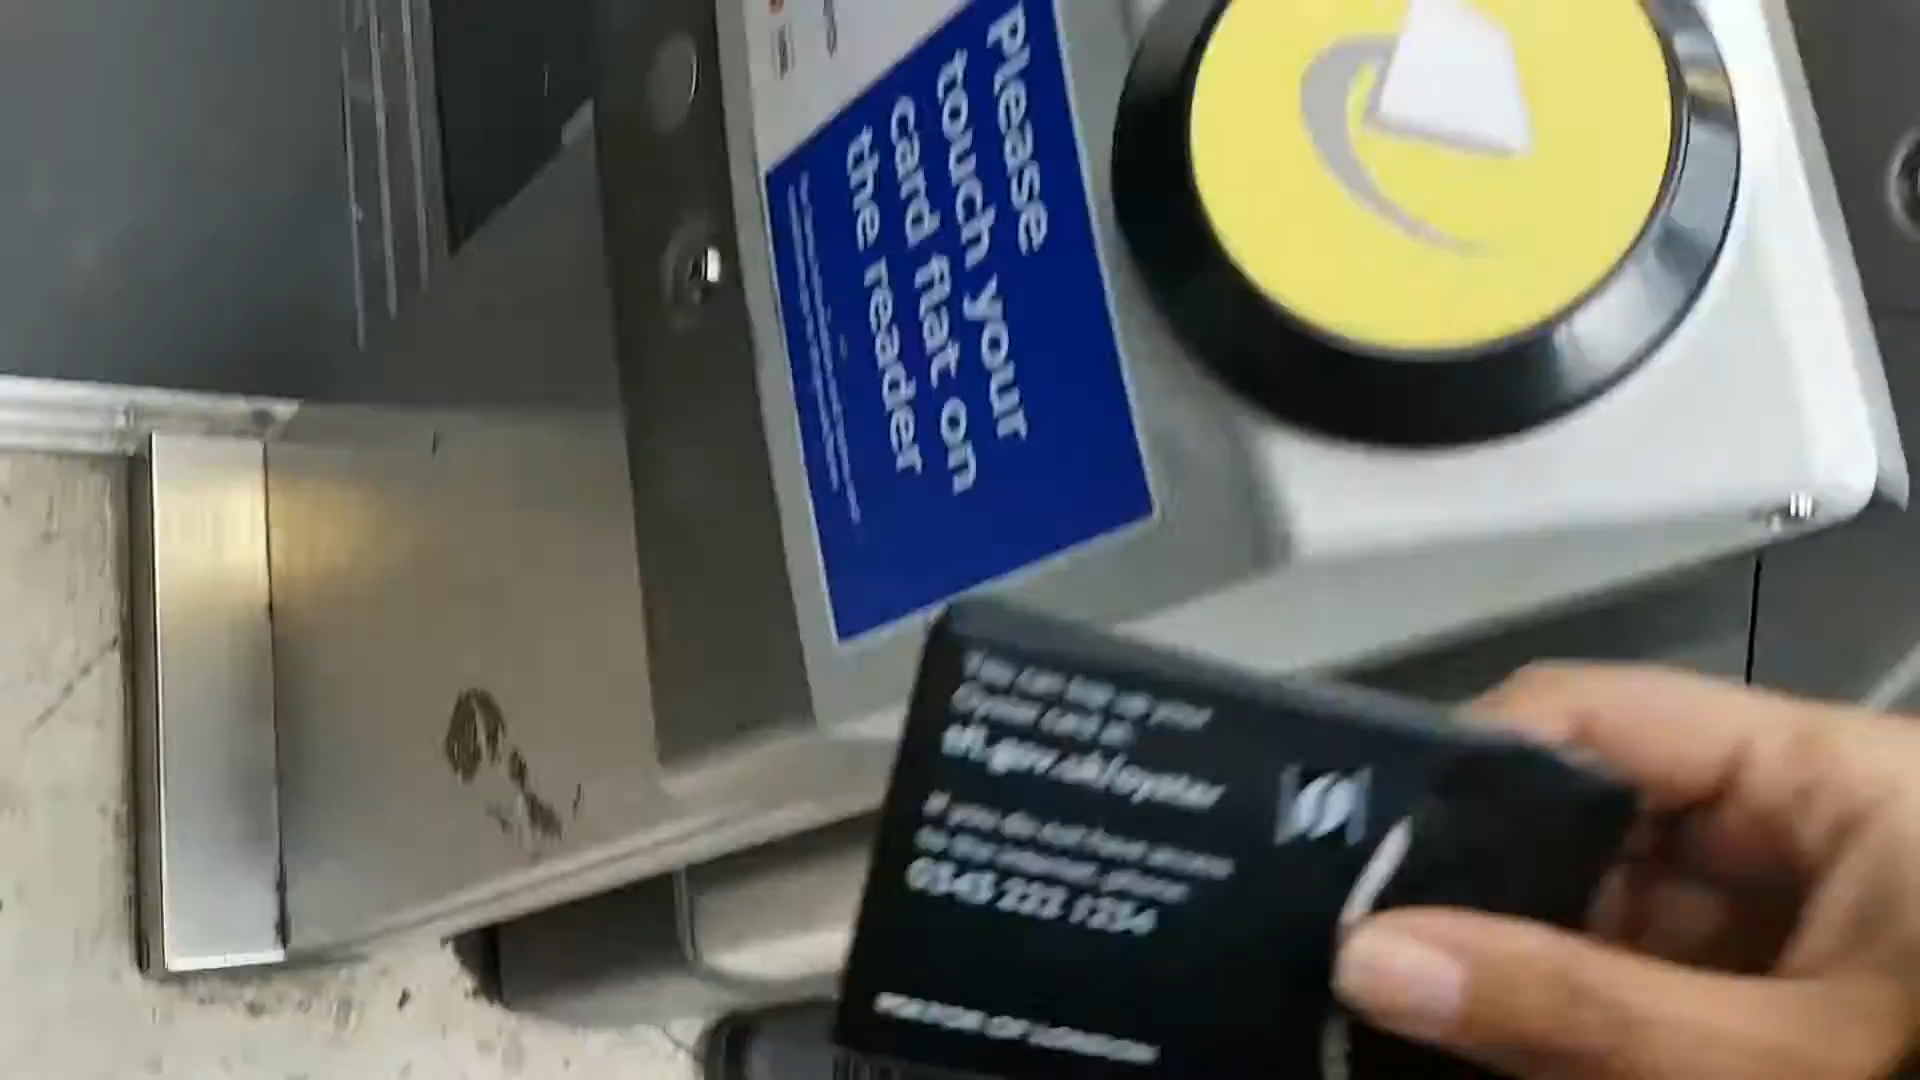 Please
touch your
card flat on
the reader
You can top up your
Oyster card at
tfl.gov.uk/oyster
If you do not have access
to the internet, phone
0343 222 1234
MAYOR OF LONDON